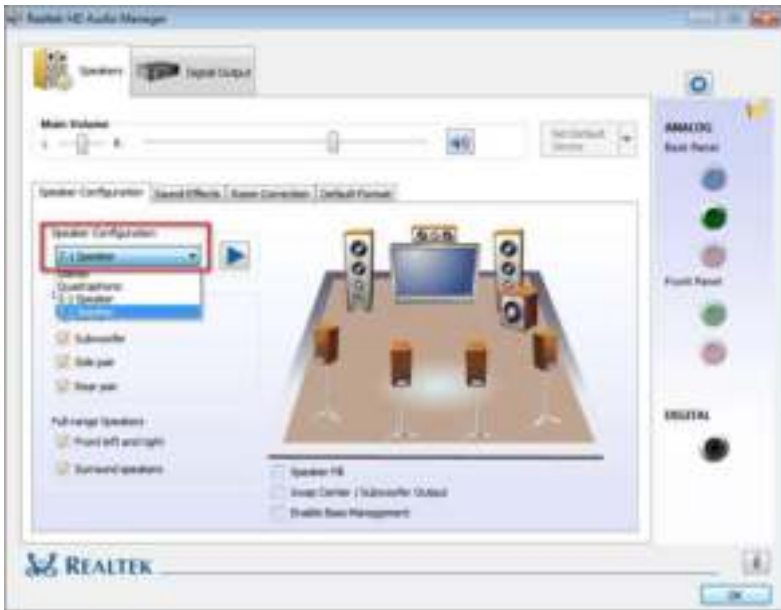 Realtek HD Audio Manager
Speakers
Digital Output
Main Volume
L R
Set Default
Device
ANALOG
Back Panel
Speaker Configuration
Sound Effects
Room Correction
Default Format
Speaker Configuration
7.1 Speaker
Stereo
Quadraphonic
5.1 Speaker
7.1 Speaker
Subwoofer
Side pair
Rear pair
Front Panel
Full-range Speakers
Front left and right
Surround speakers
DIGITAL
Speaker Fill
Swap Center / Subwoofer Output
Enable Bass Management
REALTEK
i
OK